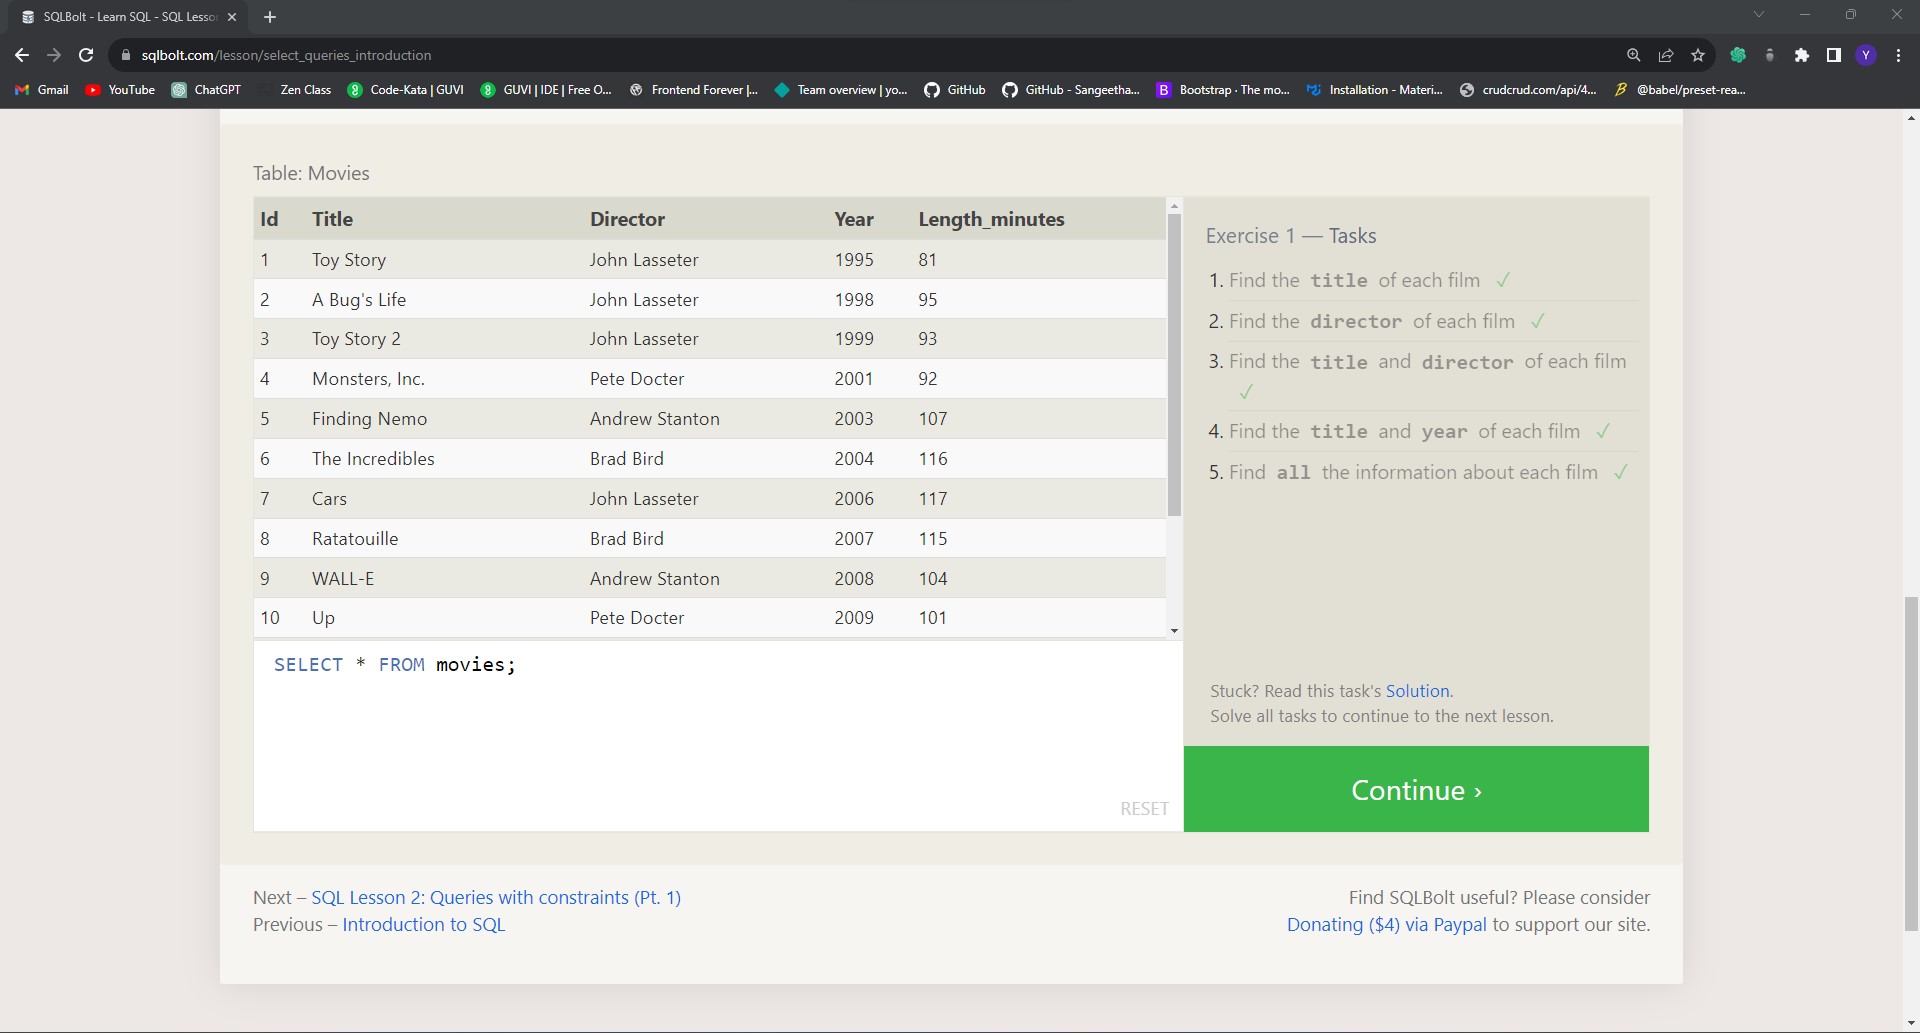 SQLBolt - Learn SQL - SQL Lesso
sqlbolt.com/lesson/select_queries_introduction
Y
Gmail YouTube ChatGPT Zen Class Code-Kata | GUVI GUVI | IDE | Free O... Frontend Forever |... Team overview | yo... GitHub GitHub - Sangeetha... Bootstrap · The mo... Installation - Materi... crudcrud.com/api/4... @babel/preset-rea...
Table: Movies
Id Title Director Year Length_minutes
1 Toy Story John Lasseter 1995 81
2 A Bug's Life John Lasseter 1998 95
3 Toy Story 2 John Lasseter 1999 93
4 Monsters, Inc. Pete Docter 2001 92
5 Finding Nemo Andrew Stanton 2003 107
6 The Incredibles Brad Bird 2004 116
7 Cars John Lasseter 2006 117
8 Ratatouille Brad Bird 2007 115
9 WALL-E Andrew Stanton 2008 104
10 Up Pete Docter 2009 101
SELECT * FROM movies;
RESET
Exercise 1 — Tasks
1. Find the title of each film ✓
2. Find the director of each film ✓
3. Find the title and director of each film
✓
4. Find the title and year of each film ✓
5. Find all the information about each film ✓
Stuck? Read this task's Solution.
Solve all tasks to continue to the next lesson.
Continue ›
Next – SQL Lesson 2: Queries with constraints (Pt. 1)
Previous – Introduction to SQL
Find SQLBolt useful? Please consider
Donating ($4) via Paypal to support our site.